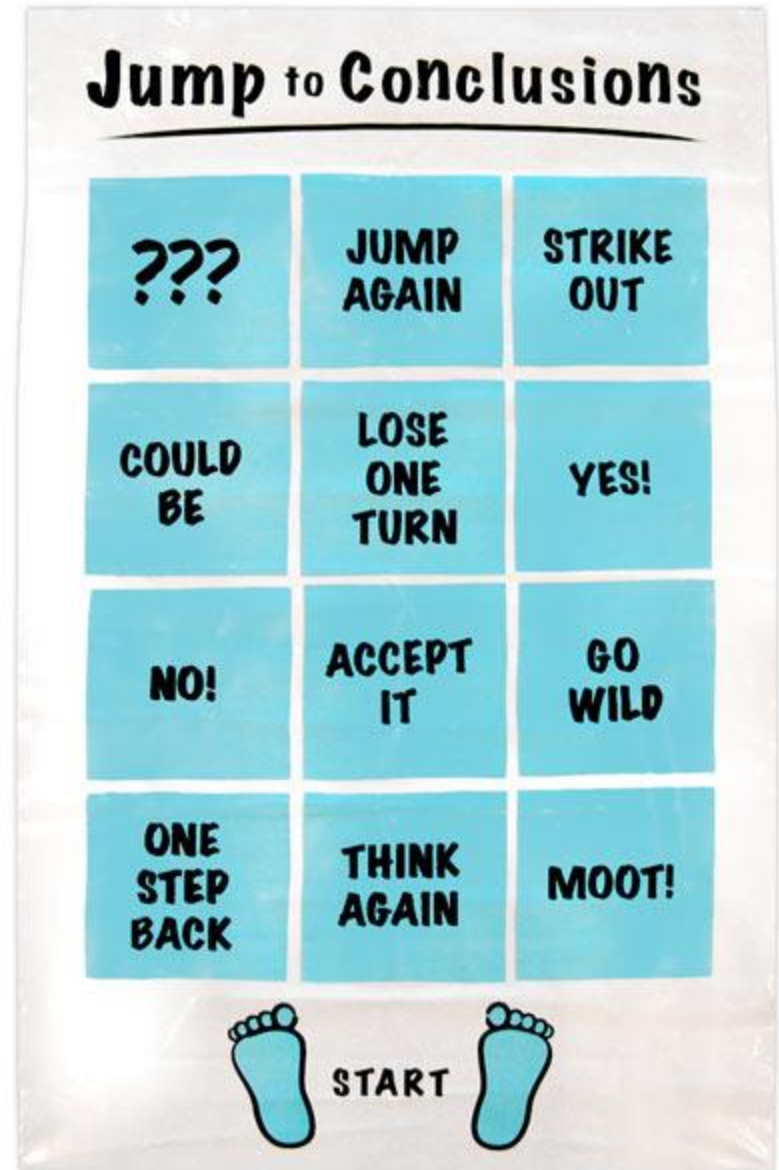 Jump to Conclusions
???
JUMP
AGAIN
STRIKE
OUT
COULD
BE
LOSE
ONE
TURN
YES!
NO!
ACCEPT
IT
GO
WILD
ONE
STEP
BACK
THINK
AGAIN
MOOT!
START